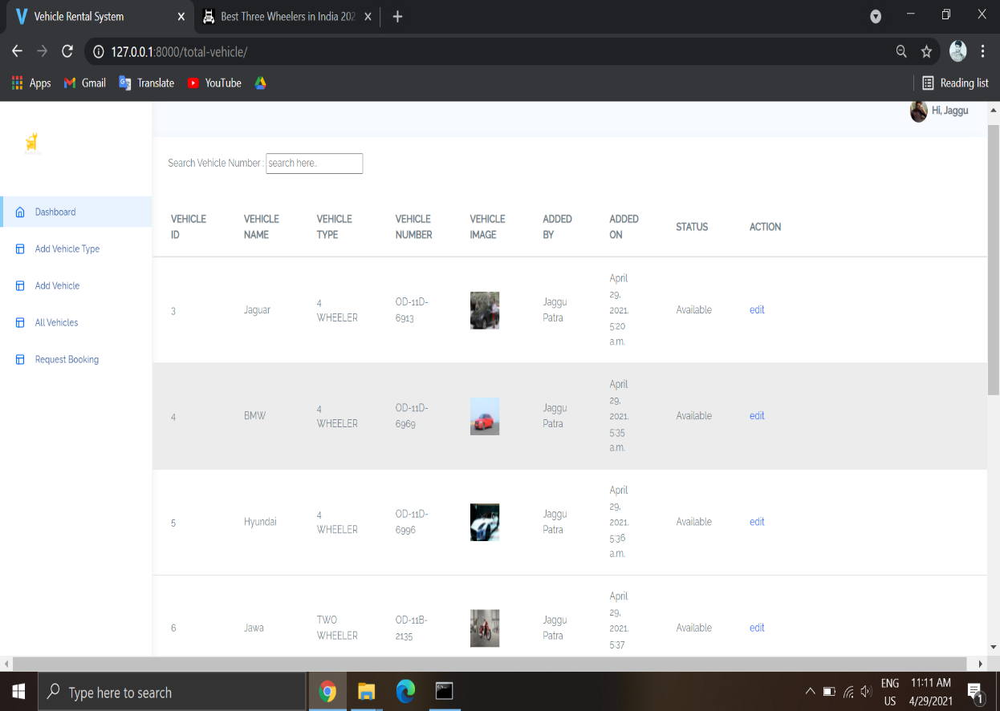 Vehicle Rental System
Best Three Wheelers in India 202
127.0.0.1:8000/total-vehicle/
Apps Gmail Translate YouTube Reading list
Hi, Jaggu
Search Vehicle Number : search here..
Dashboard
Add Vehicle Type
Add Vehicle
All Vehicles
Request Booking
VEHICLE ID VEHICLE NAME VEHICLE TYPE VEHICLE NUMBER VEHICLE IMAGE ADDED BY ADDED ON STATUS ACTION
3 Jaguar 4 WHEELER OD-11D-6913 Jaggu Patra April 29, 2021, 5:20 a.m. Available edit
4 BMW 4 WHEELER OD-11D-6969 Jaggu Patra April 29, 2021, 5:35 a.m. Available edit
5 Hyundai 4 WHEELER OD-11D-6996 Jaggu Patra April 29, 2021, 5:36 a.m. Available edit
6 Jawa TWO WHEELER OD-11B-2135 Jaggu Patra April 29, 2021, 5:37 Available edit
Type here to search
ENG US
11:11 AM
4/29/2021
1